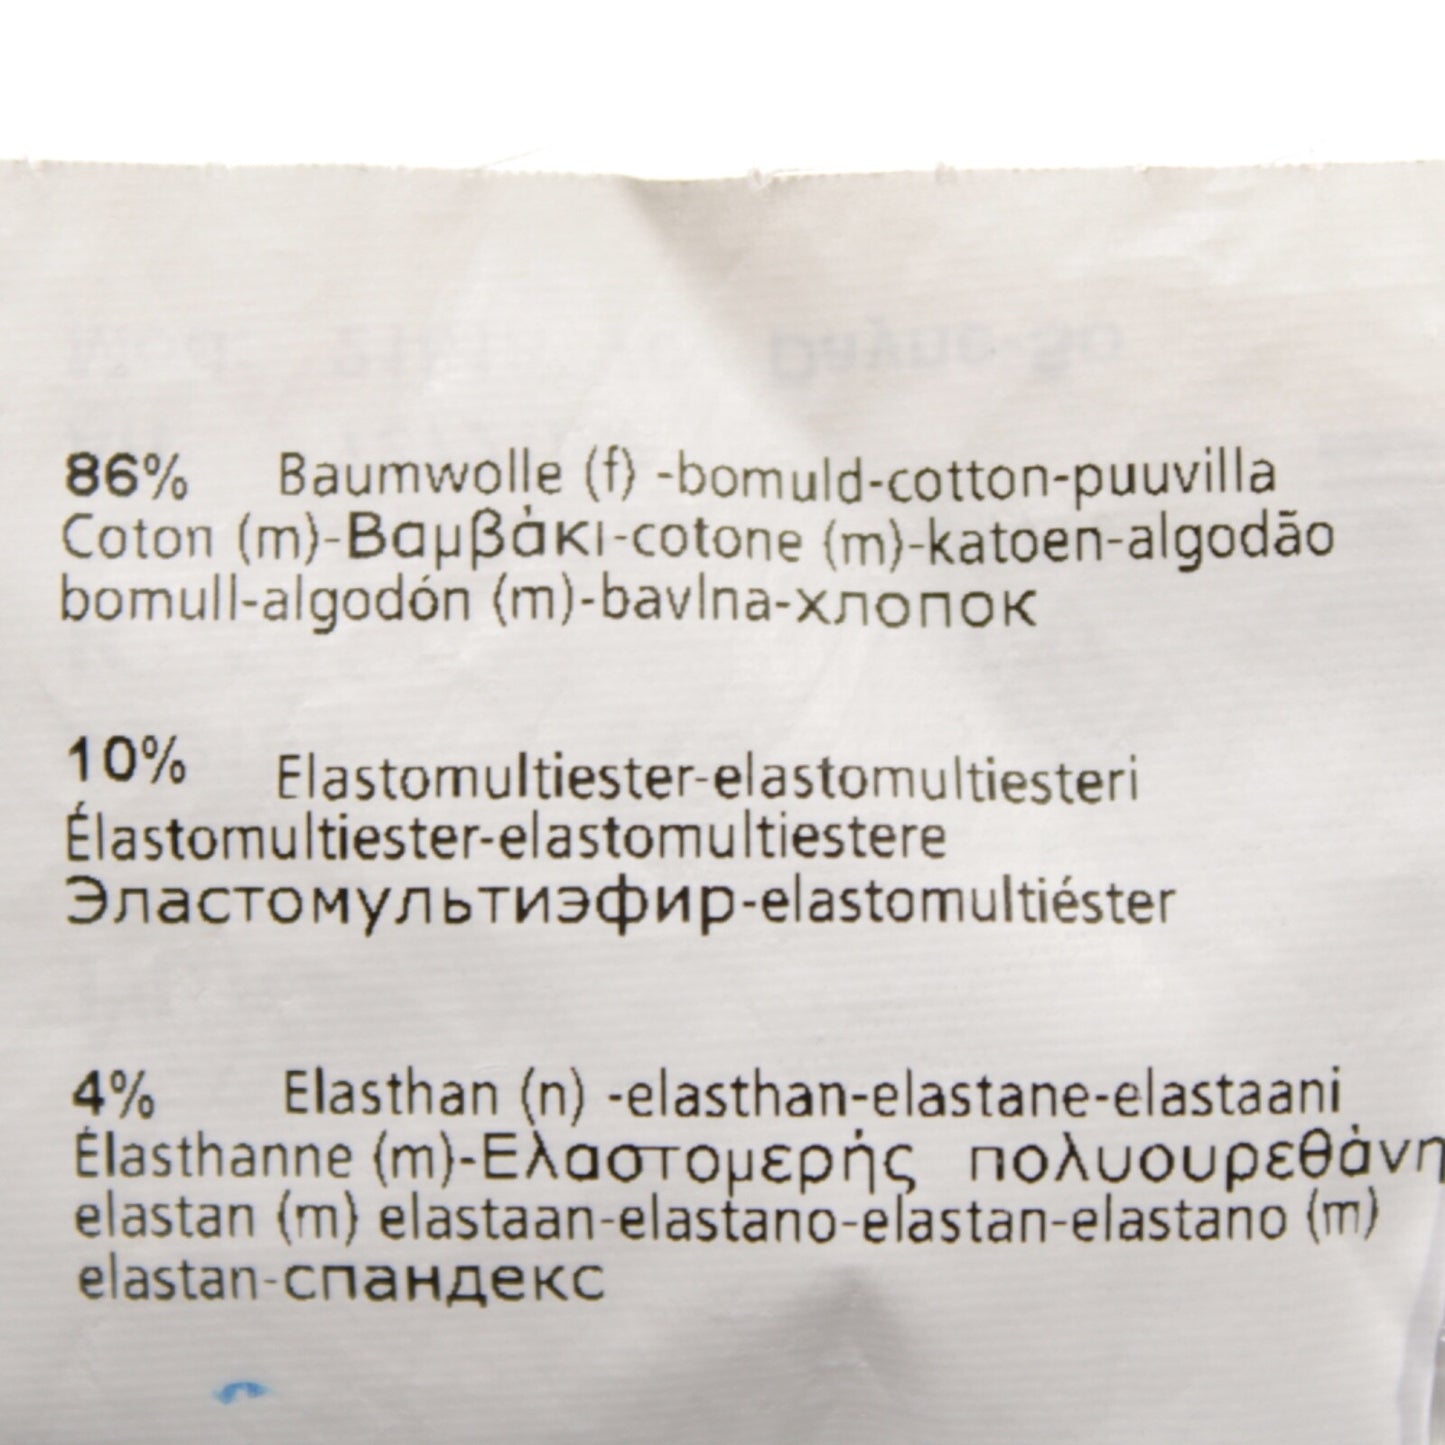 86% Baumwolle (f) -bomuld-cotton-puuvilla
Coton (m)-Βαμβάκι-cotone (m)-katoen-algodão
bomull-algodón (m)-bavlna-хлопок
10% Elastomultiester-elastomultiesteri
Élastomultiester-elastomultiestere
Эластомультиэфир-elastomultiéster
4% Elasthan (n) -elasthan-elastane-elastaani
Élasthanne (m)-Ελαστομερής πολυουρεθάνη
elastan (m) elastaan-elastano-elastan-elastano (m)
elastan-спандекс